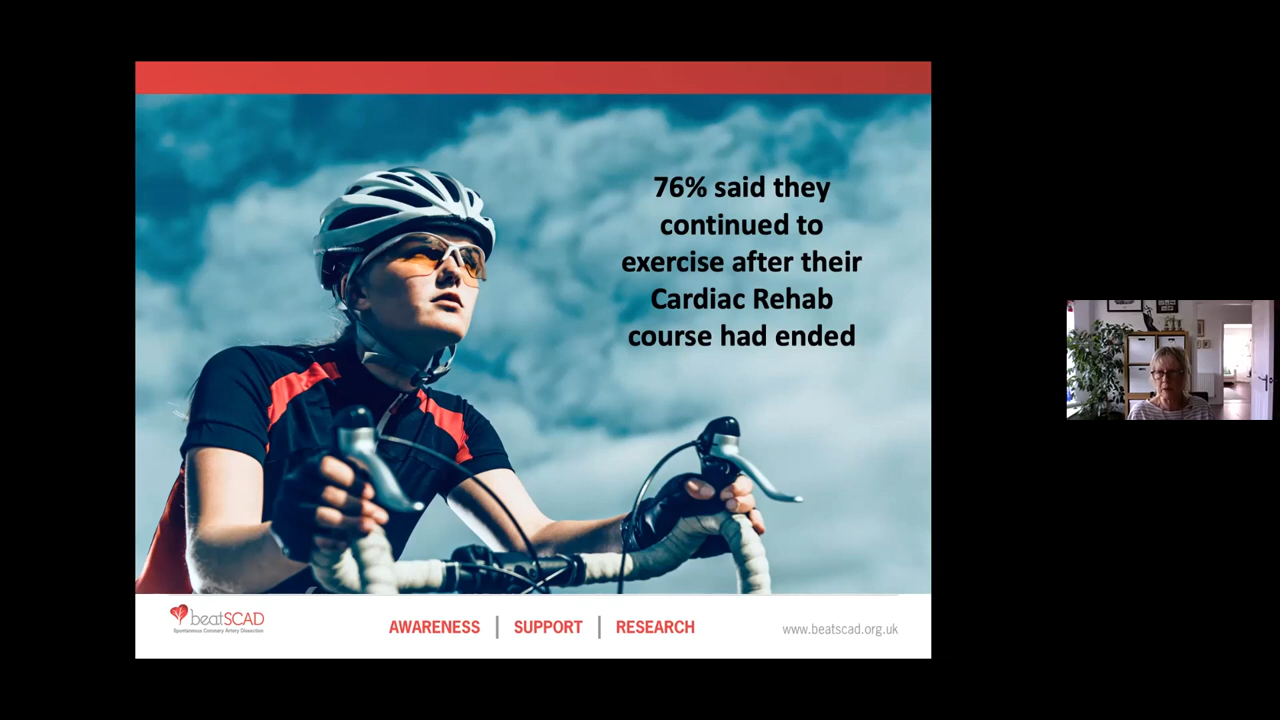 76% said they
continued to
exercise after their
Cardiac Rehab
course had ended
beatSCAD
Spontaneous Coronary Artery Dissection
AWARENESS | SUPPORT | RESEARCH
www.beatscad.org.uk